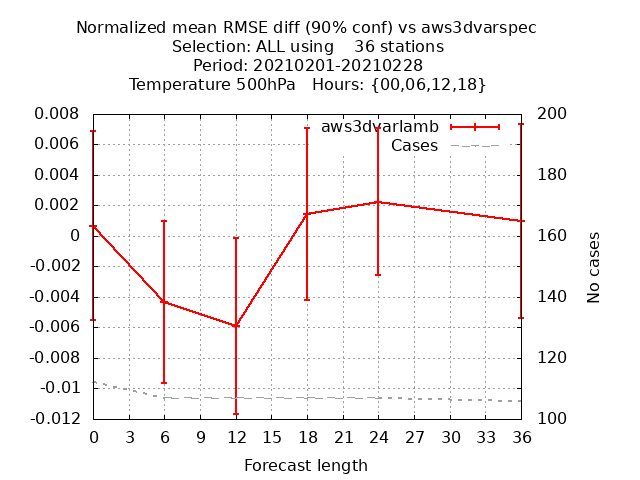 Normalized mean RMSE diff (90% conf) vs aws3dvarspec
Selection: ALL using    36 stations
Period: 20210201-20210228
Temperature 500hPa   Hours: {00,06,12,18}
aws3dvarlamb
Cases
0.008
0.006
0.004
0.002
0
-0.002
-0.004
-0.006
-0.008
-0.01
-0.012
200
180
160
140
120
100
No cases
0 3 6 9 12 15 18 21 24 27 30 33 36
Forecast length